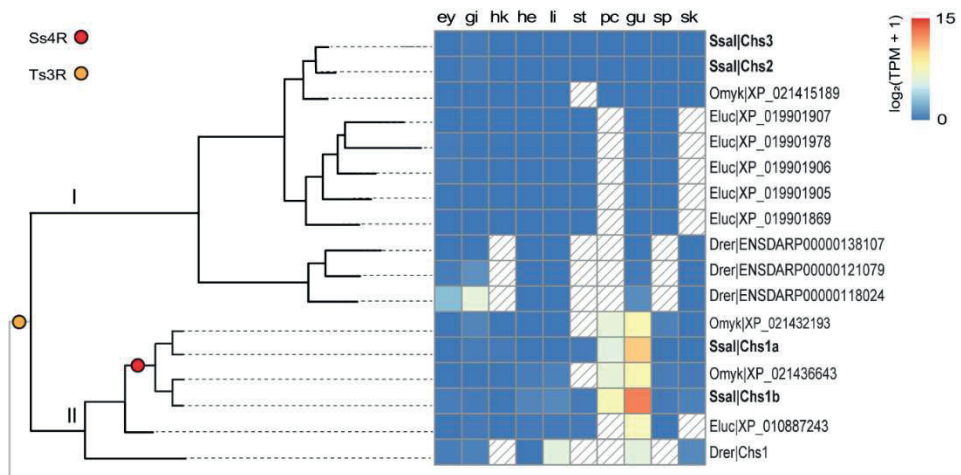 ey gi hk he li st pc gu sp sk
Ss4R
Ts3R
I
II
Ssal|Chs3
Ssal|Chs2
Omyk|XP_021415189
Eluc|XP_019901907
Eluc|XP_019901978
Eluc|XP_019901906
Eluc|XP_019901905
Eluc|XP_019901869
Drer|ENSDARP00000138107
Drer|ENSDARP00000121079
Drer|ENSDARP00000118024
Omyk|XP_021432193
Ssal|Chs1a
Omyk|XP_021436643
Ssal|Chs1b
Eluc|XP_010887243
Drer|Chs1
log₂(TPM + 1)
15
0